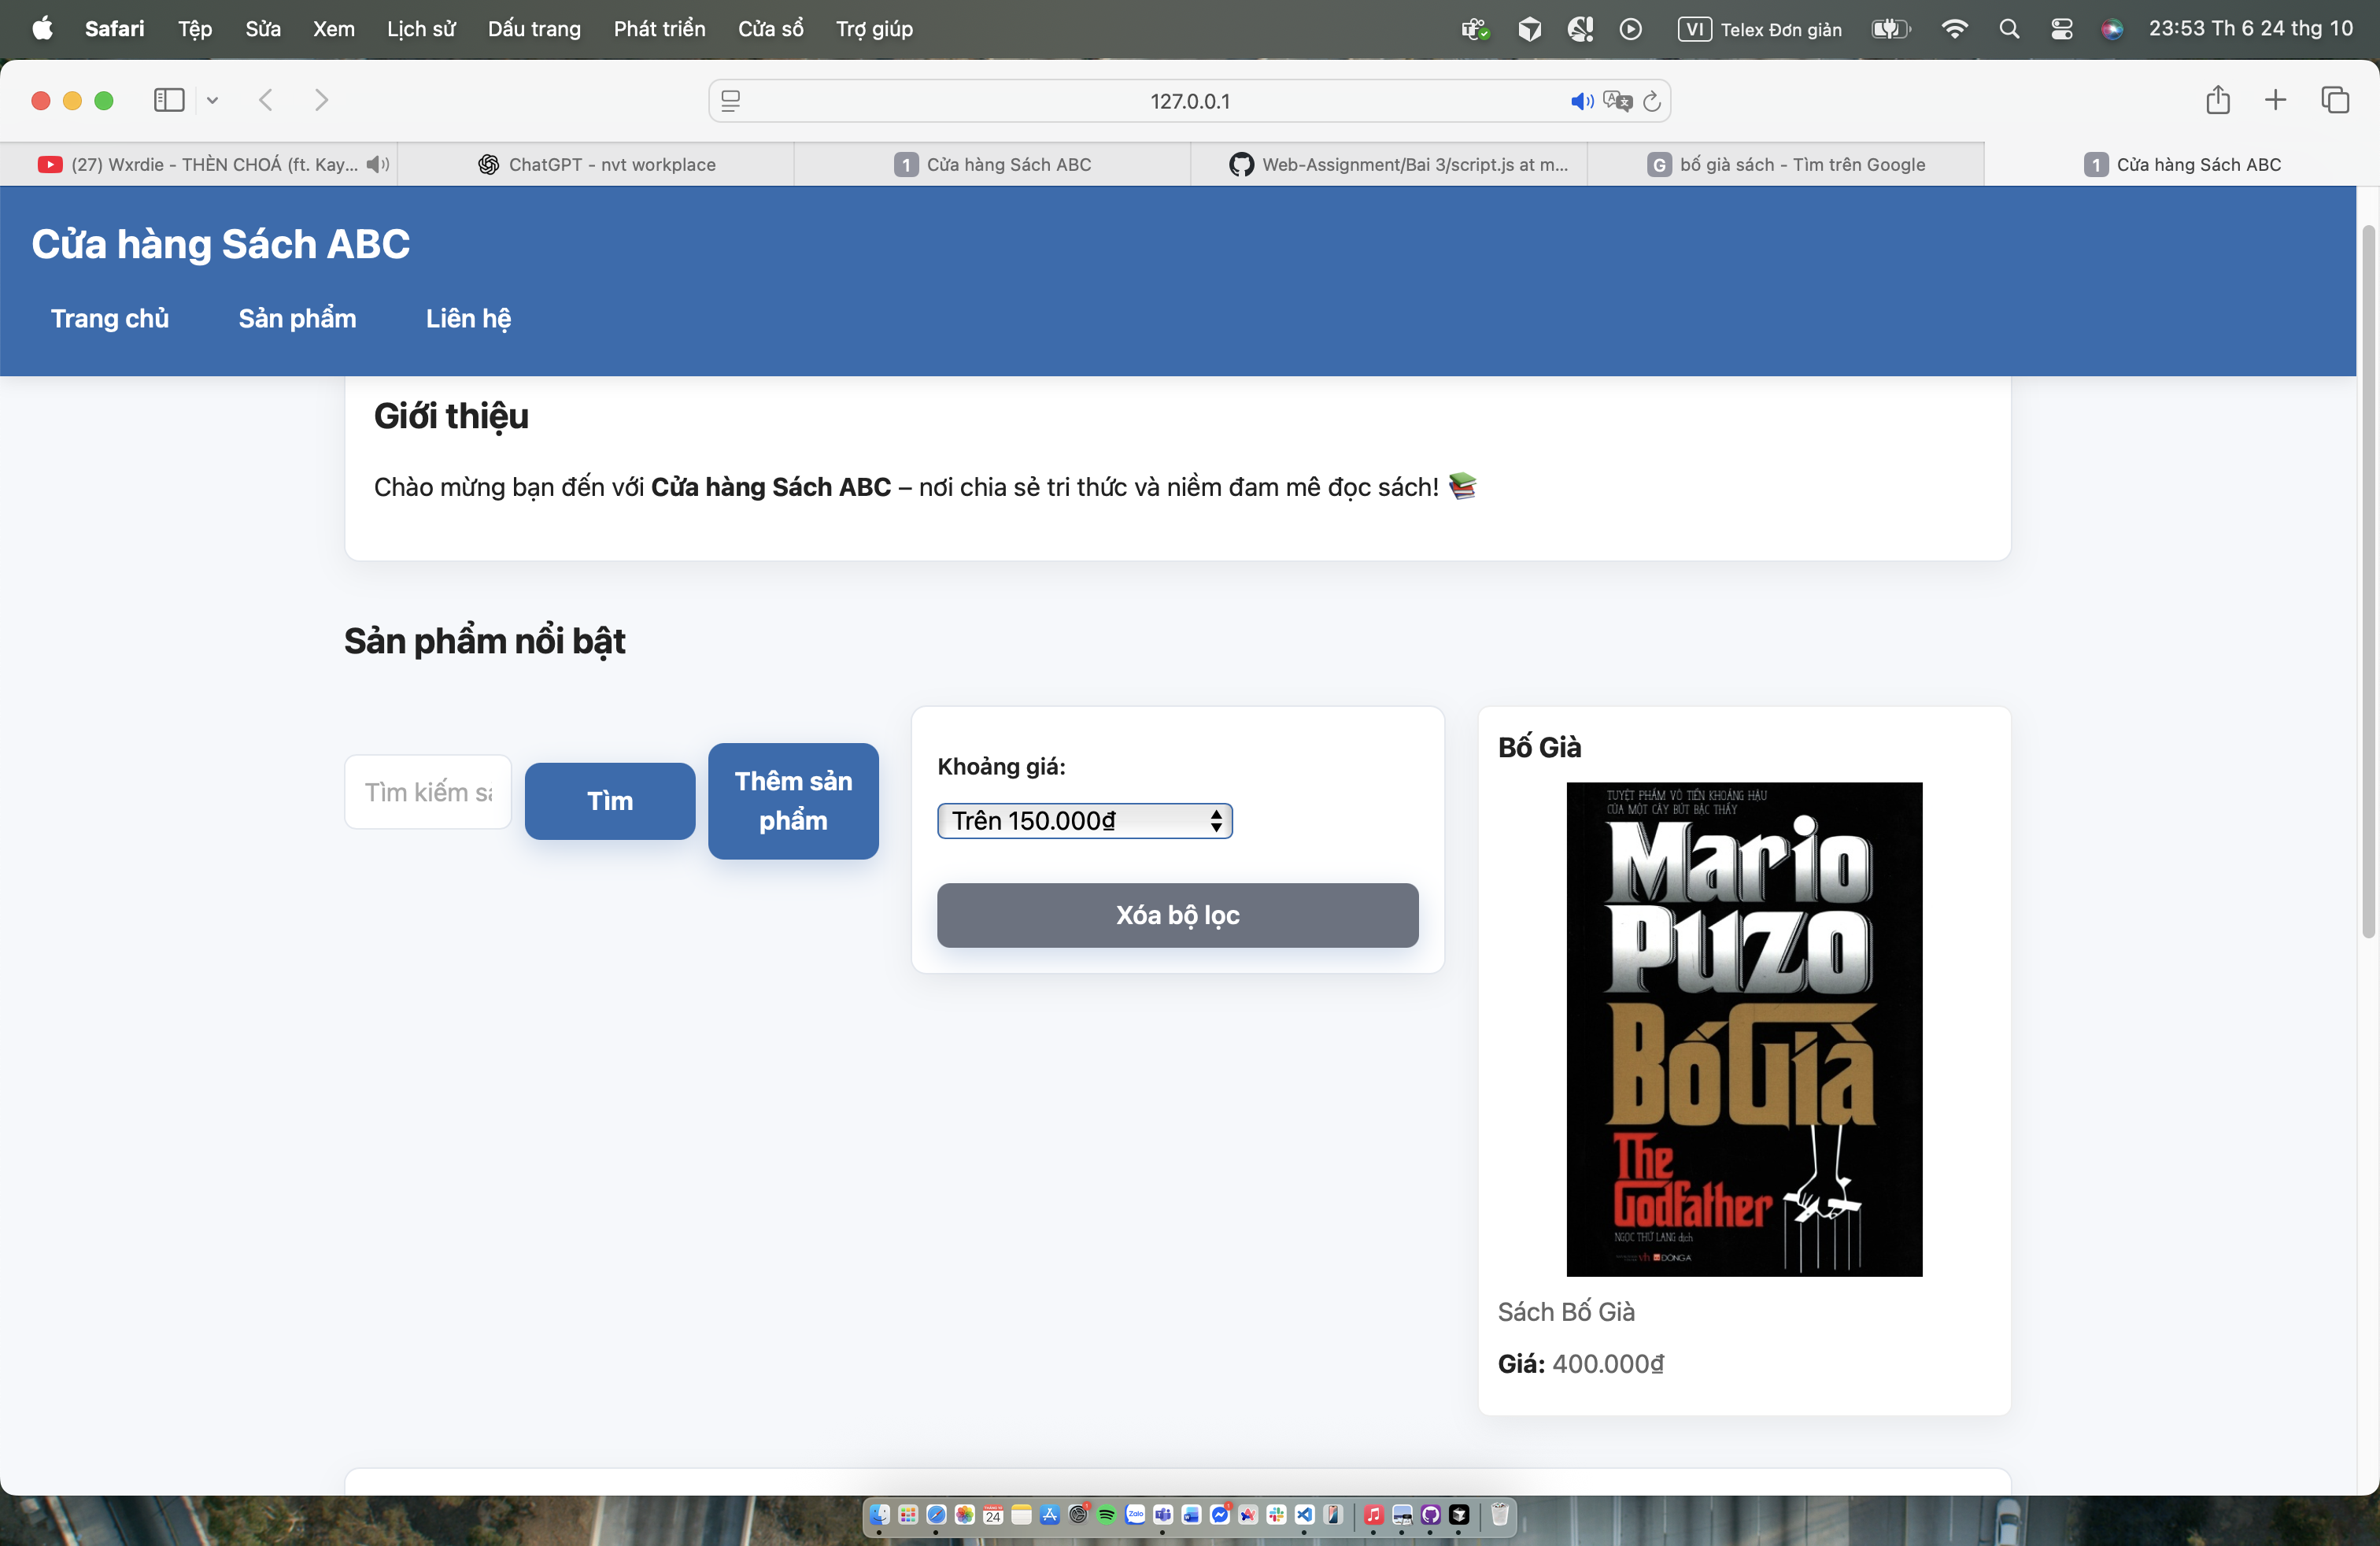 Safari Tệp Sửa Xem Lịch sử Dấu trang Phát triển Cửa sổ Trợ giúp VI Telex Đơn giản 23:53 Th 6 24 thg 10
127.0.0.1
(27) Wxrdie - THÈN CHOÁ (ft. Kay... ChatGPT - nvt workplace 1 Cửa hàng Sách ABC Web-Assignment/Bai 3/script.js at m... G bố già sách - Tìm trên Google 1 Cửa hàng Sách ABC
Cửa hàng Sách ABC
Trang chủ Sản phẩm Liên hệ
Giới thiệu
Chào mừng bạn đến với Cửa hàng Sách ABC – nơi chia sẻ tri thức và niềm đam mê đọc sách! 📚
Sản phẩm nổi bật
Tìm kiếm sả
Tìm
Thêm sản
phẩm
Khoảng giá:
Trên 150.000₫
Xóa bộ lọc
Bố Già
TUYỆT PHẨM VÔ TIỀN KHOÁNG HẬU
CỦA MỘT CÂY BÚT BẬC THẦY
Mario
Puzo
Bố Già
The
Godfather
NGỌC THỨ LANG dịch
ĐÔNG A
Sách Bố Già
Giá: 400.000₫
24
Zalo